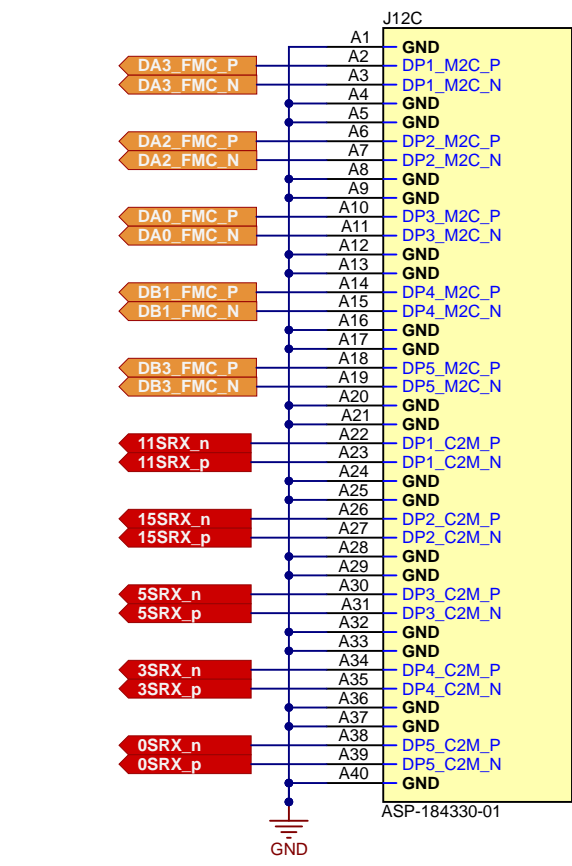 J12C
A1 GND
DA3_FMC_P A2 DP1_M2C_P
DA3_FMC_N A3 DP1_M2C_N
A4 GND
A5 GND
DA2_FMC_P A6 DP2_M2C_P
DA2_FMC_N A7 DP2_M2C_N
A8 GND
A9 GND
DA0_FMC_P A10 DP3_M2C_P
DA0_FMC_N A11 DP3_M2C_N
A12 GND
A13 GND
DB1_FMC_P A14 DP4_M2C_P
DB1_FMC_N A15 DP4_M2C_N
A16 GND
A17 GND
DB3_FMC_P A18 DP5_M2C_P
DB3_FMC_N A19 DP5_M2C_N
A20 GND
A21 GND
11SRX_n A22 DP1_C2M_P
11SRX_p A23 DP1_C2M_N
A24 GND
A25 GND
15SRX_n A26 DP2_C2M_P
15SRX_p A27 DP2_C2M_N
A28 GND
A29 GND
5SRX_n A30 DP3_C2M_P
5SRX_p A31 DP3_C2M_N
A32 GND
A33 GND
3SRX_n A34 DP4_C2M_P
3SRX_p A35 DP4_C2M_N
A36 GND
A37 GND
0SRX_n A38 DP5_C2M_P
0SRX_p A39 DP5_C2M_N
A40 GND
ASP-184330-01
GND